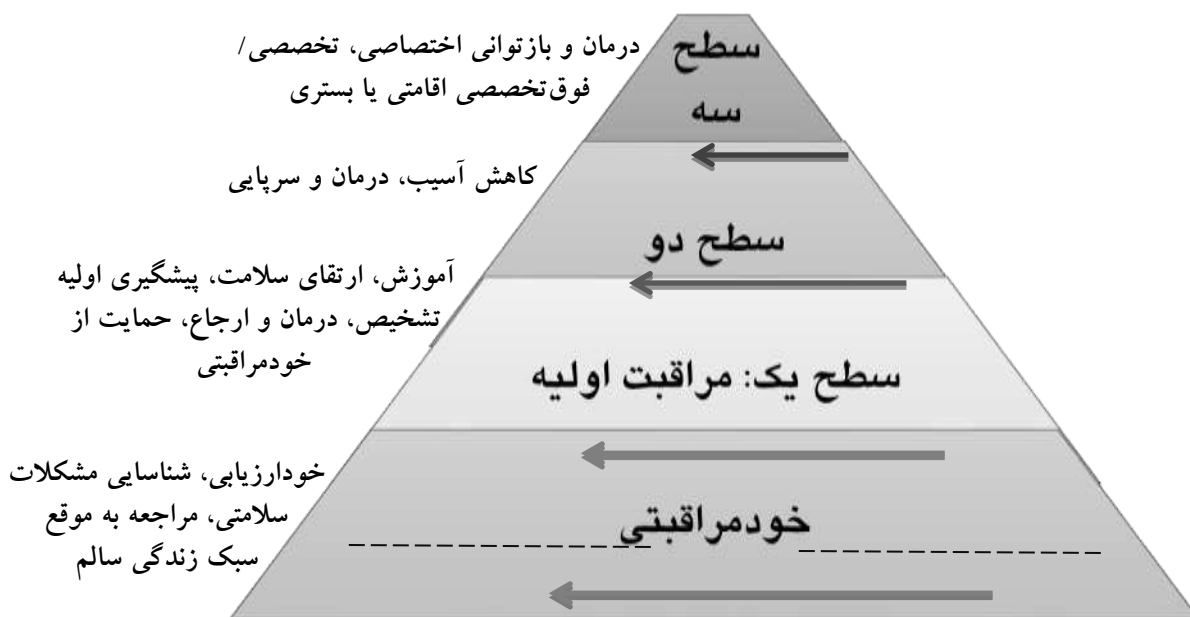 سطح
سه
درمان و بازتوانی اختصاصی، تخصصی/
فوق‌تخصصی اقامتی یا بستری
سطح دو
کاهش آسیب، درمان و سرپایی
سطح یک: مراقبت اولیه
آموزش، ارتقای سلامت، پیشگیری اولیه
تشخیص، درمان و ارجاع، حمایت از
خودمراقبتی
خودمراقبتی
خودارزیابی، شناسایی مشکلات
سلامتی، مراجعه به موقع
سبک زندگی سالم